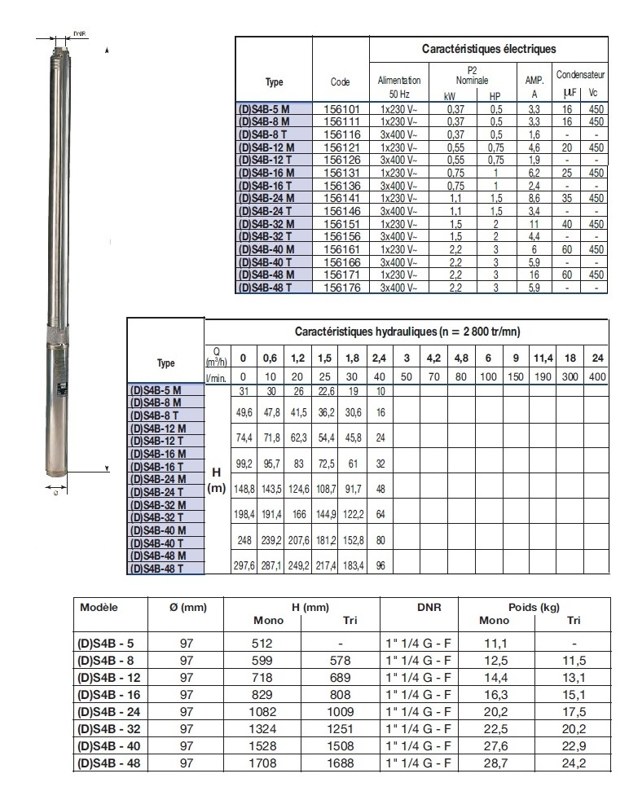 DNR
Ø
Caractéristiques électriques
Type Code Alimentation 50 Hz P2 Nominale AMP. Condensateur
kW HP A µF Vc
(D)S4B-5 M 156101 1x230 V~ 0,37 0,5 3,3 16 450
(D)S4B-8 M 156111 1x230 V~ 0,37 0,5 3,3 16 450
(D)S4B-8 T 156116 3x400 V~ 0,37 0,5 1,6 - -
(D)S4B-12 M 156121 1x230 V~ 0,55 0,75 4,6 20 450
(D)S4B-12 T 156126 3x400 V~ 0,55 0,75 1,9 - -
(D)S4B-16 M 156131 1x230 V~ 0,75 1 6,2 25 450
(D)S4B-16 T 156136 3x400 V~ 0,75 1 2,4 - -
(D)S4B-24 M 156141 1x230 V~ 1,1 1,5 8,6 35 450
(D)S4B-24 T 156146 3x400 V~ 1,1 1,5 3,4 - -
(D)S4B-32 M 156151 1x230 V~ 1,5 2 11 40 450
(D)S4B-32 T 156156 3x400 V~ 1,5 2 4,4 - -
(D)S4B-40 M 156161 1x230 V~ 2,2 3 6 60 450
(D)S4B-40 T 156166 3x400 V~ 2,2 3 5,9 - -
(D)S4B-48 M 156171 1x230 V~ 2,2 3 16 60 450
(D)S4B-48 T 156176 3x400 V~ 2,2 3 5,9 - -
Caractéristiques hydrauliques (n = 2 800 tr/mn)
Type Q (m³/h) 0 0,6 1,2 1,5 1,8 2,4 3 4,2 4,8 6 9 11,4 18 24
l/min. 0 10 20 25 30 40 50 70 80 100 150 190 300 400
(D)S4B-5 M 31 30 26 22,6 19 10
(D)S4B-8 M
(D)S4B-8 T 49,6 47,8 41,5 36,2 30,6 16
(D)S4B-12 M
(D)S4B-12 T 74,4 71,8 62,3 54,4 45,8 24
(D)S4B-16 M
(D)S4B-16 T 99,2 95,7 83 72,5 61 32
H (m)
(D)S4B-24 M
(D)S4B-24 T 148,8 143,5 124,6 108,7 91,7 48
(D)S4B-32 M
(D)S4B-32 T 198,4 191,4 166 144,9 122,2 64
(D)S4B-40 M
(D)S4B-40 T 248 239,2 207,6 181,2 152,8 80
(D)S4B-48 M
(D)S4B-48 T 297,6 287,1 249,2 217,4 183,4 96
Modèle Ø (mm) H (mm) DNR Poids (kg)
Mono Tri Mono Tri
(D)S4B - 5 97 512 - 1" 1/4 G - F 11,1 -
(D)S4B - 8 97 599 578 1" 1/4 G - F 12,5 11,5
(D)S4B - 12 97 718 689 1" 1/4 G - F 14,4 13,1
(D)S4B - 16 97 829 808 1" 1/4 G - F 16,3 15,1
(D)S4B - 24 97 1082 1009 1" 1/4 G - F 20,2 17,5
(D)S4B - 32 97 1324 1251 1" 1/4 G - F 22,5 20,2
(D)S4B - 40 97 1528 1508 1" 1/4 G - F 27,6 22,9
(D)S4B - 48 97 1708 1688 1" 1/4 G - F 28,7 24,2